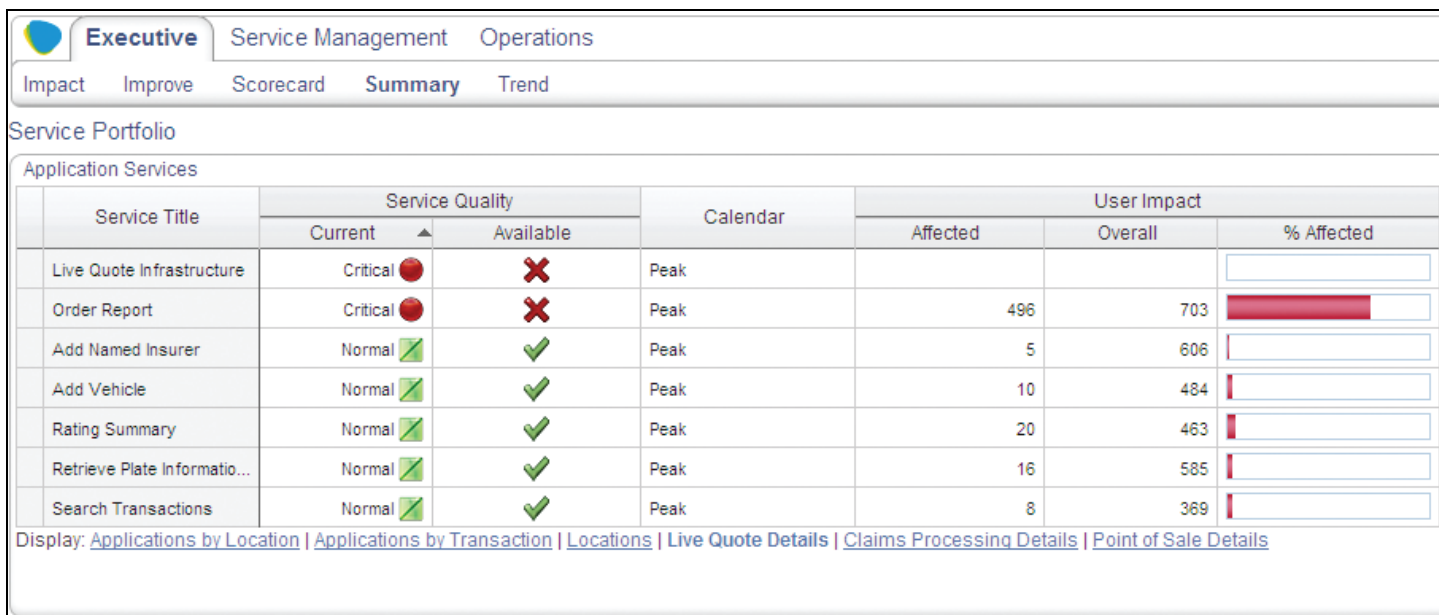 Executive Service Management Operations
Impact Improve Scorecard Summary Trend
Service Portfolio
Application Services
Service Title Service Quality Calendar User Impact
Current Available Affected Overall % Affected
Live Quote Infrastructure Critical Peak
Order Report Critical Peak 496 703
Add Named Insurer Normal Peak 5 606
Add Vehicle Normal Peak 10 484
Rating Summary Normal Peak 20 463
Retrieve Plate Informatio... Normal Peak 16 585
Search Transactions Normal Peak 8 369
Display: Applications by Location | Applications by Transaction | Locations | Live Quote Details | Claims Processing Details | Point of Sale Details